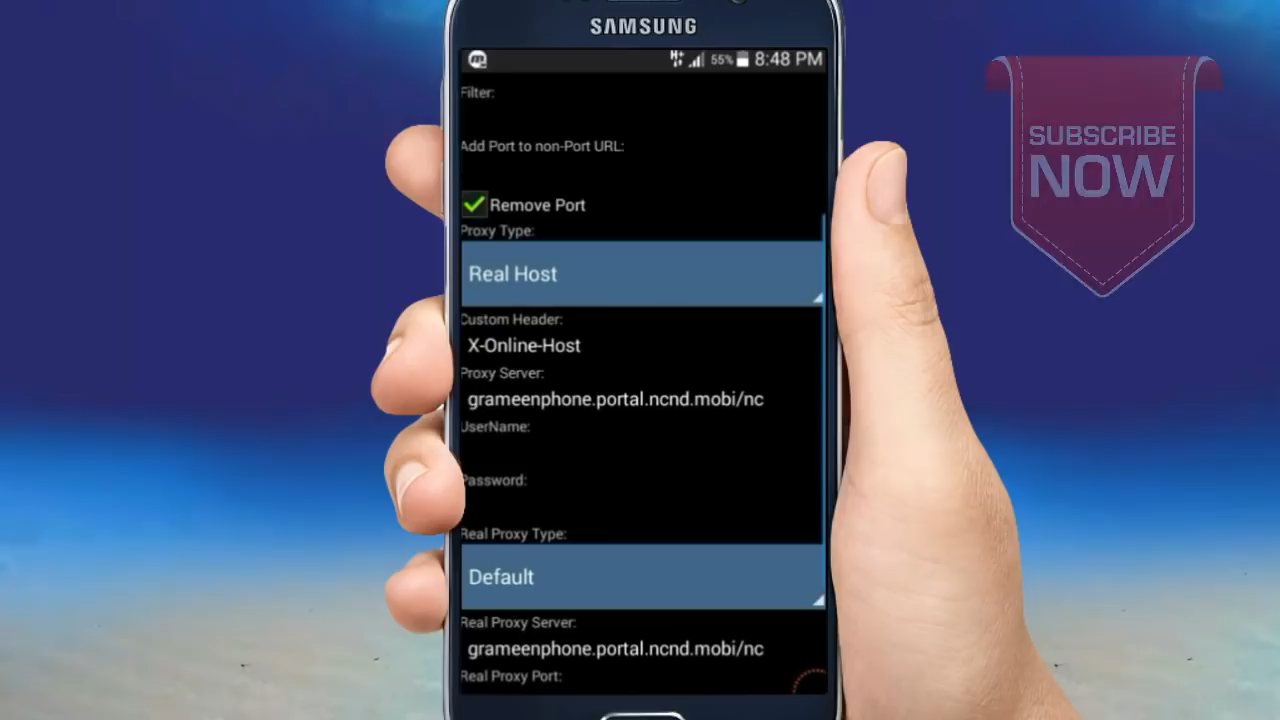 SAMSUNG
55% 8:48 PM
Filter:
Add Port to non-Port URL:
Remove Port
Proxy Type:
Real Host
Custom Header:
X-Online-Host
Proxy Server:
grameenphone.portal.ncnd.mobi/nc
UserName:
Password:
Real Proxy Type:
Default
Real Proxy Server:
grameenphone.portal.ncnd.mobi/nc
Real Proxy Port:
SUBSCRIBE
NOW